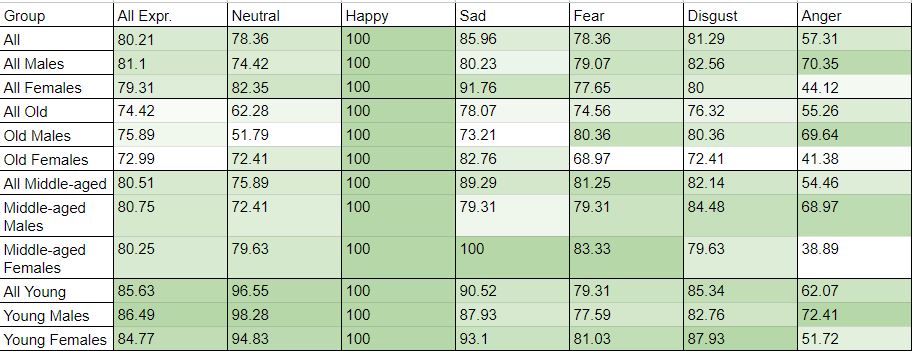 Group All Expr. Neutral Happy Sad Fear Disgust Anger
All 80.21 78.36 100 85.96 78.36 81.29 57.31
All Males 81.1 74.42 100 80.23 79.07 82.56 70.35
All Females 79.31 82.35 100 91.76 77.65 80 44.12
All Old 74.42 62.28 100 78.07 74.56 76.32 55.26
Old Males 75.89 51.79 100 73.21 80.36 80.36 69.64
Old Females 72.99 72.41 100 82.76 68.97 72.41 41.38
All Middle-aged 80.51 75.89 100 89.29 81.25 82.14 54.46
Middle-aged 80.75 72.41 100 79.31 79.31 84.48 68.97
Males
Middle-aged 80.25 79.63 100 100 83.33 79.63 38.89
Females
All Young 85.63 96.55 100 90.52 79.31 85.34 62.07
Young Males 86.49 98.28 100 87.93 77.59 82.76 72.41
Young Females 84.77 94.83 100 93.1 81.03 87.93 51.72